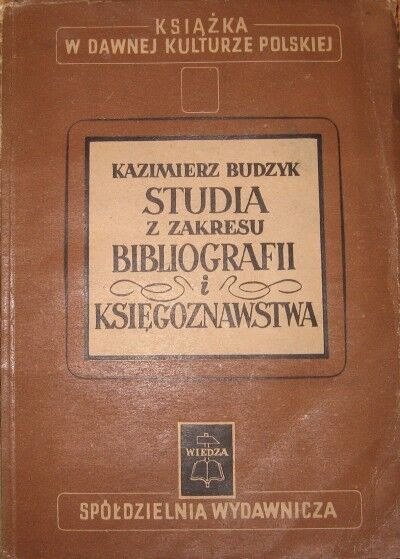 KSIĄŻKA
W DAWNEJ KULTURZE POLSKIEJ
KAZIMIERZ BUDZYK
STUDIA
Z ZAKRESU
BIBLIOGRAFII
i
KSIĘGOZNAWSTWA
WIEDZA
SPÓŁDZIELNIA WYDAWNICZA